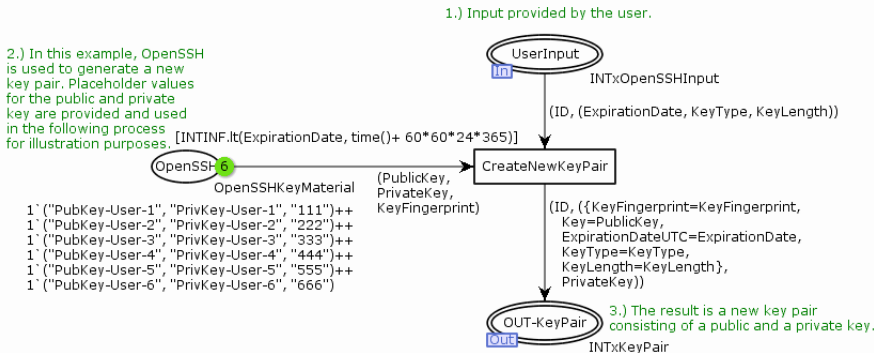 1.) Input provided by the user.
2.) In this example, OpenSSH
is used to generate a new
key pair. Placeholder values
for the public and private
key are provided and used
in the following process
for illustration purposes.
UserInput
In
INTxOpenSSHInput
(ID, (ExpirationDate, KeyType, KeyLength))
[INTINF.lt(ExpirationDate, time()+ 60*60*24*365)]
OpenSSH
6
OpenSSHKeyMaterial
(PublicKey,
PrivateKey,
KeyFingerprint)
CreateNewKeyPair
1`("PubKey-User-1", "PrivKey-User-1", "111")++
1`("PubKey-User-2", "PrivKey-User-2", "222")++
1`("PubKey-User-3", "PrivKey-User-3", "333")++
1`("PubKey-User-4", "PrivKey-User-4", "444")++
1`("PubKey-User-5", "PrivKey-User-5", "555")++
1`("PubKey-User-6", "PrivKey-User-6", "666")
(ID, ({KeyFingerprint=KeyFingerprint,
Key=PublicKey,
ExpirationDateUTC=ExpirationDate,
KeyType=KeyType,
KeyLength=KeyLength},
PrivateKey))
OUT-KeyPair
Out
INTxKeyPair
3.) The result is a new key pair
consisting of a public and a private key.